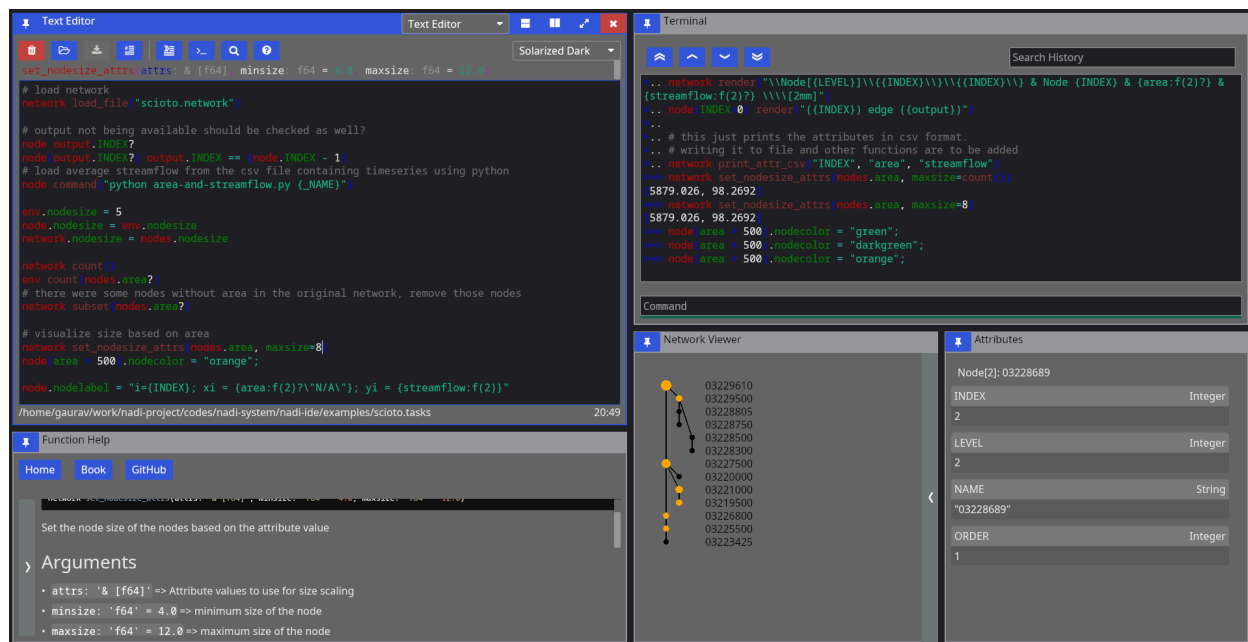 Text Editor
Text Editor
Solarized Dark
set_nodesize_attrs(attrs: & [f64] minsize: f64 = 4.0 maxsize: f64 = 12.0)
# load network
network load_file("scioto.network")
# output not being available should be checked as well?
node output.INDEX?
node(output.INDEX?) output.INDEX == (node.INDEX - 1)
# load average streamflow from the csv file containing timeseries using python
node command("python area-and-streamflow.py {_NAME}")
env.nodesize = 5
node.nodesize = env.nodesize
network.nodesize = nodes.nodesize
network count()
env count(nodes.area?)
# there were some nodes without area in the original network, remove those nodes
network subset(nodes.area?)
# visualize size based on area
network set_nodesize_attrs(nodes.area, maxsize=8
node(area > 500).nodecolor = "orange";
node.nodelabel = "i={INDEX}; xi = {area:f(2)?\"N/A\"}; yi = {streamflow:f(2)}"
/home/gaurav/work/nadi-project/codes/nadi-system/nadi-ide/examples/scioto.tasks 20:49
Function Help
Home Book GitHub
network set_nodesize_attrs(attrs: '& [f64]', minsize: 'f64' = 4.0, maxsize: 'f64' = 12.0)
Set the node size of the nodes based on the attribute value
Arguments
• attrs: '& [f64]' => Attribute values to use for size scaling
• minsize: 'f64' = 4.0 => minimum size of the node
• maxsize: 'f64' = 12.0 => maximum size of the node
Terminal
Search History
.. network render("\\Node[{LEVEL}]\\{{INDEX}\\}\\{{INDEX}\\} & Node {INDEX} & {area:f(2)?} &
{streamflow:f(2)?} \\\\[2mm]")
.. node(INDEX>0) render("({INDEX}) edge ({output})")
..
.. # this just prints the attributes in csv format.
.. # writing it to file and other functions are to be added
.. network print_attr_csv("INDEX", "area", "streamflow")
>>> network set_nodesize_attrs(nodes.area, maxsize=count())
[5879.026, 98.2692]
>>> network set_nodesize_attrs(nodes.area, maxsize=8)
[5879.026, 98.2692]
>>> node(area > 500).nodecolor = "green";
>>> node(area > 500).nodecolor = "darkgreen";
>>> node(area > 500).nodecolor = "orange";
Command
Network Viewer
03229610
03229500
03228805
03228750
03228500
03228300
03227500
03220000
03221000
03219500
03226800
03225500
03223425
Attributes
Node[2]: 03228689
INDEX Integer
2
LEVEL Integer
2
NAME String
"03228689"
ORDER Integer
1